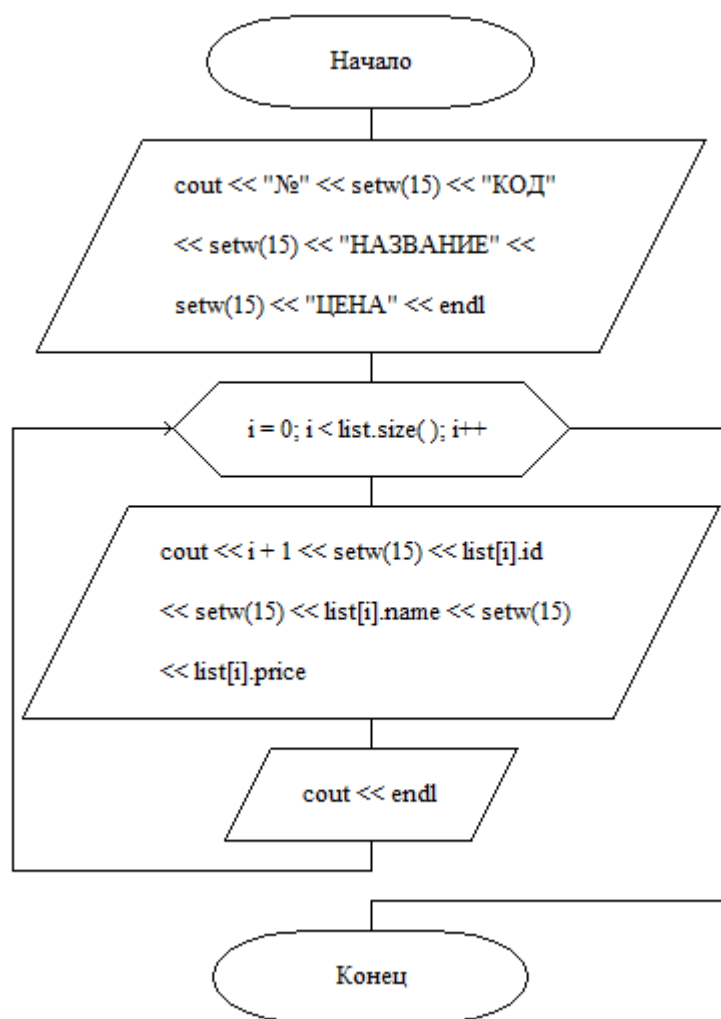 Начало
cout << "№" << setw(15) << "КОД"
<< setw(15) << "НАЗВАНИЕ" <<
setw(15) << "ЦЕНА" << endl
i = 0; i < list.size( ); i++
cout << i + 1 << setw(15) << list[i].id
<< setw(15) << list[i].name << setw(15)
<< list[i].price
cout << endl
Конец